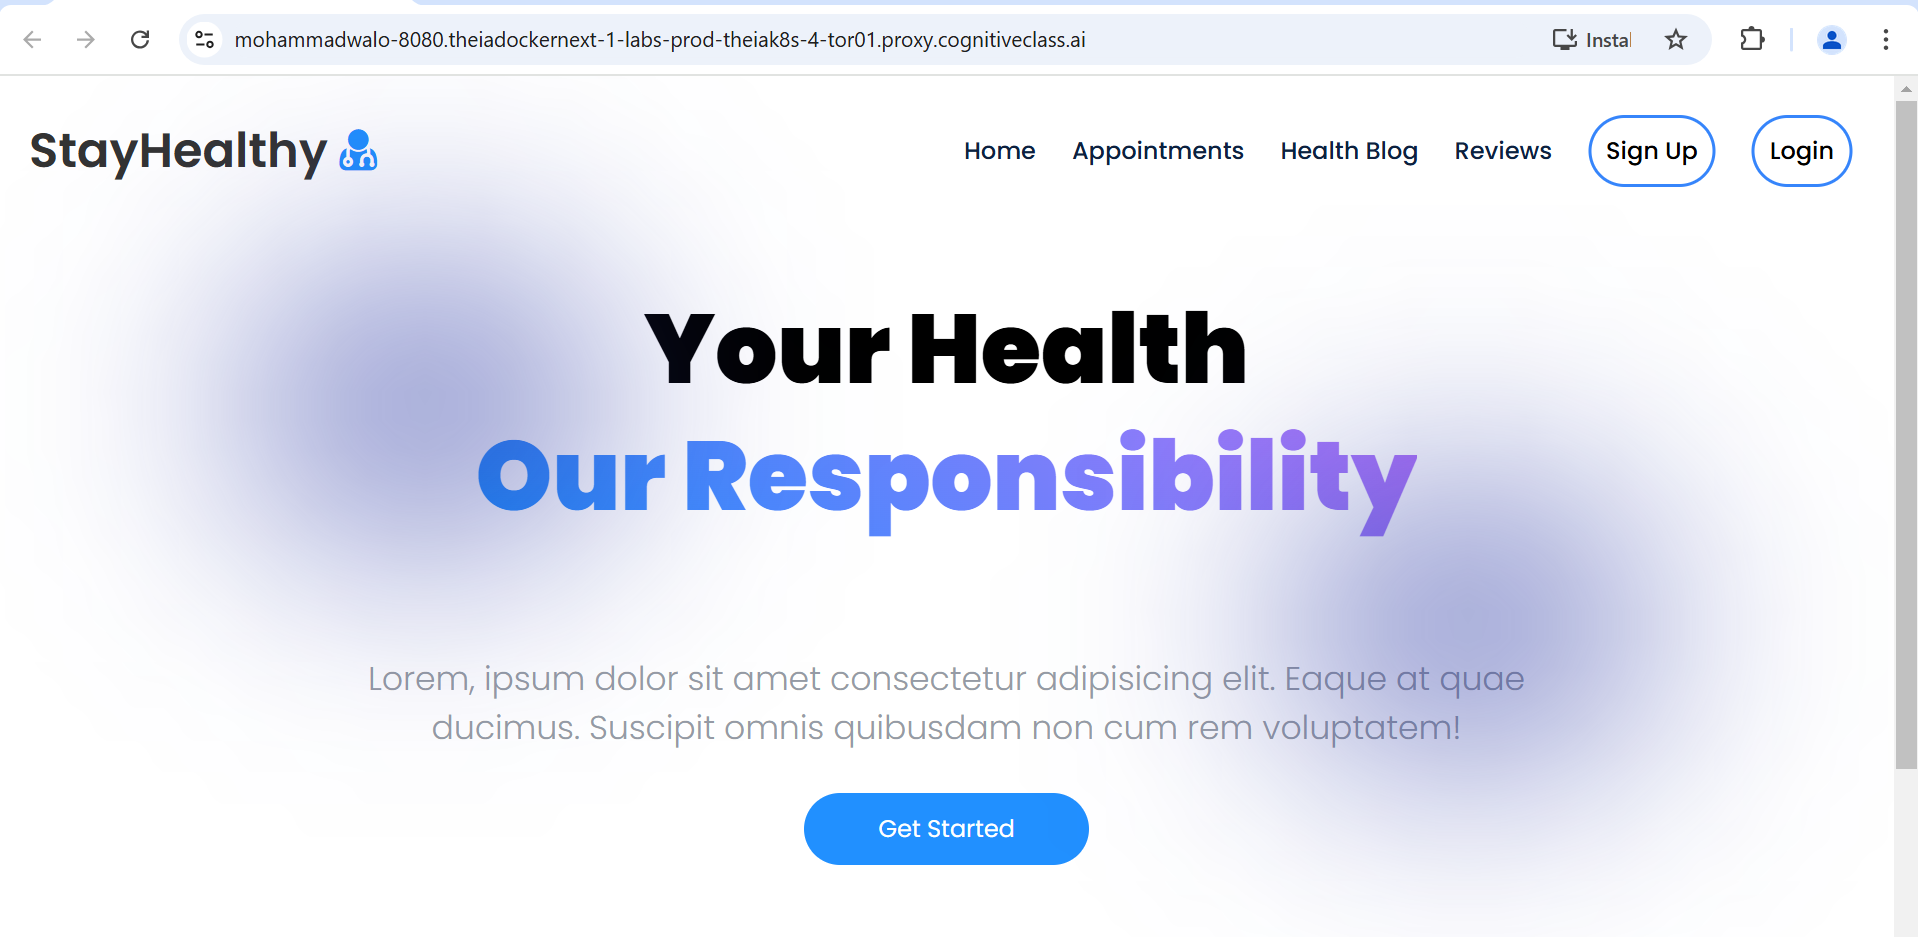 mohammadwalo-8080.theiadockernext-1-labs-prod-theiak8s-4-tor01.proxy.cognitiveclass.ai
Instal
StayHealthy
Home
Appointments
Health Blog
Reviews
Sign Up
Login
Your Health
Our Responsibility
Lorem, ipsum dolor sit amet consectetur adipisicing elit. Eaque at quae
ducimus. Suscipit omnis quibusdam non cum rem voluptatem!
Get Started